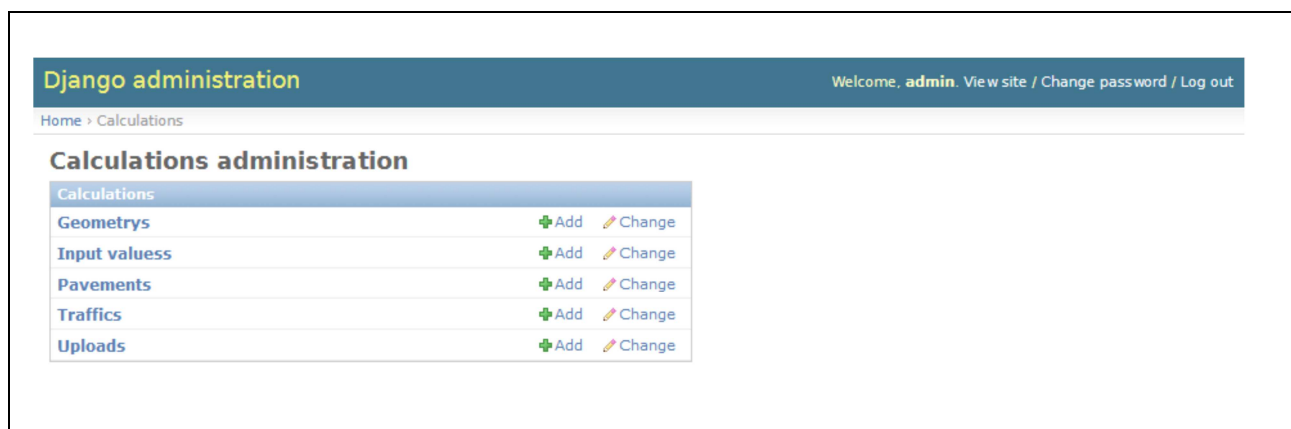 Django administration
Welcome, admin. View site / Change password / Log out
Home › Calculations
Calculations administration
Calculations
Geometrys Add Change
Input valuess Add Change
Pavements Add Change
Traffics Add Change
Uploads Add Change